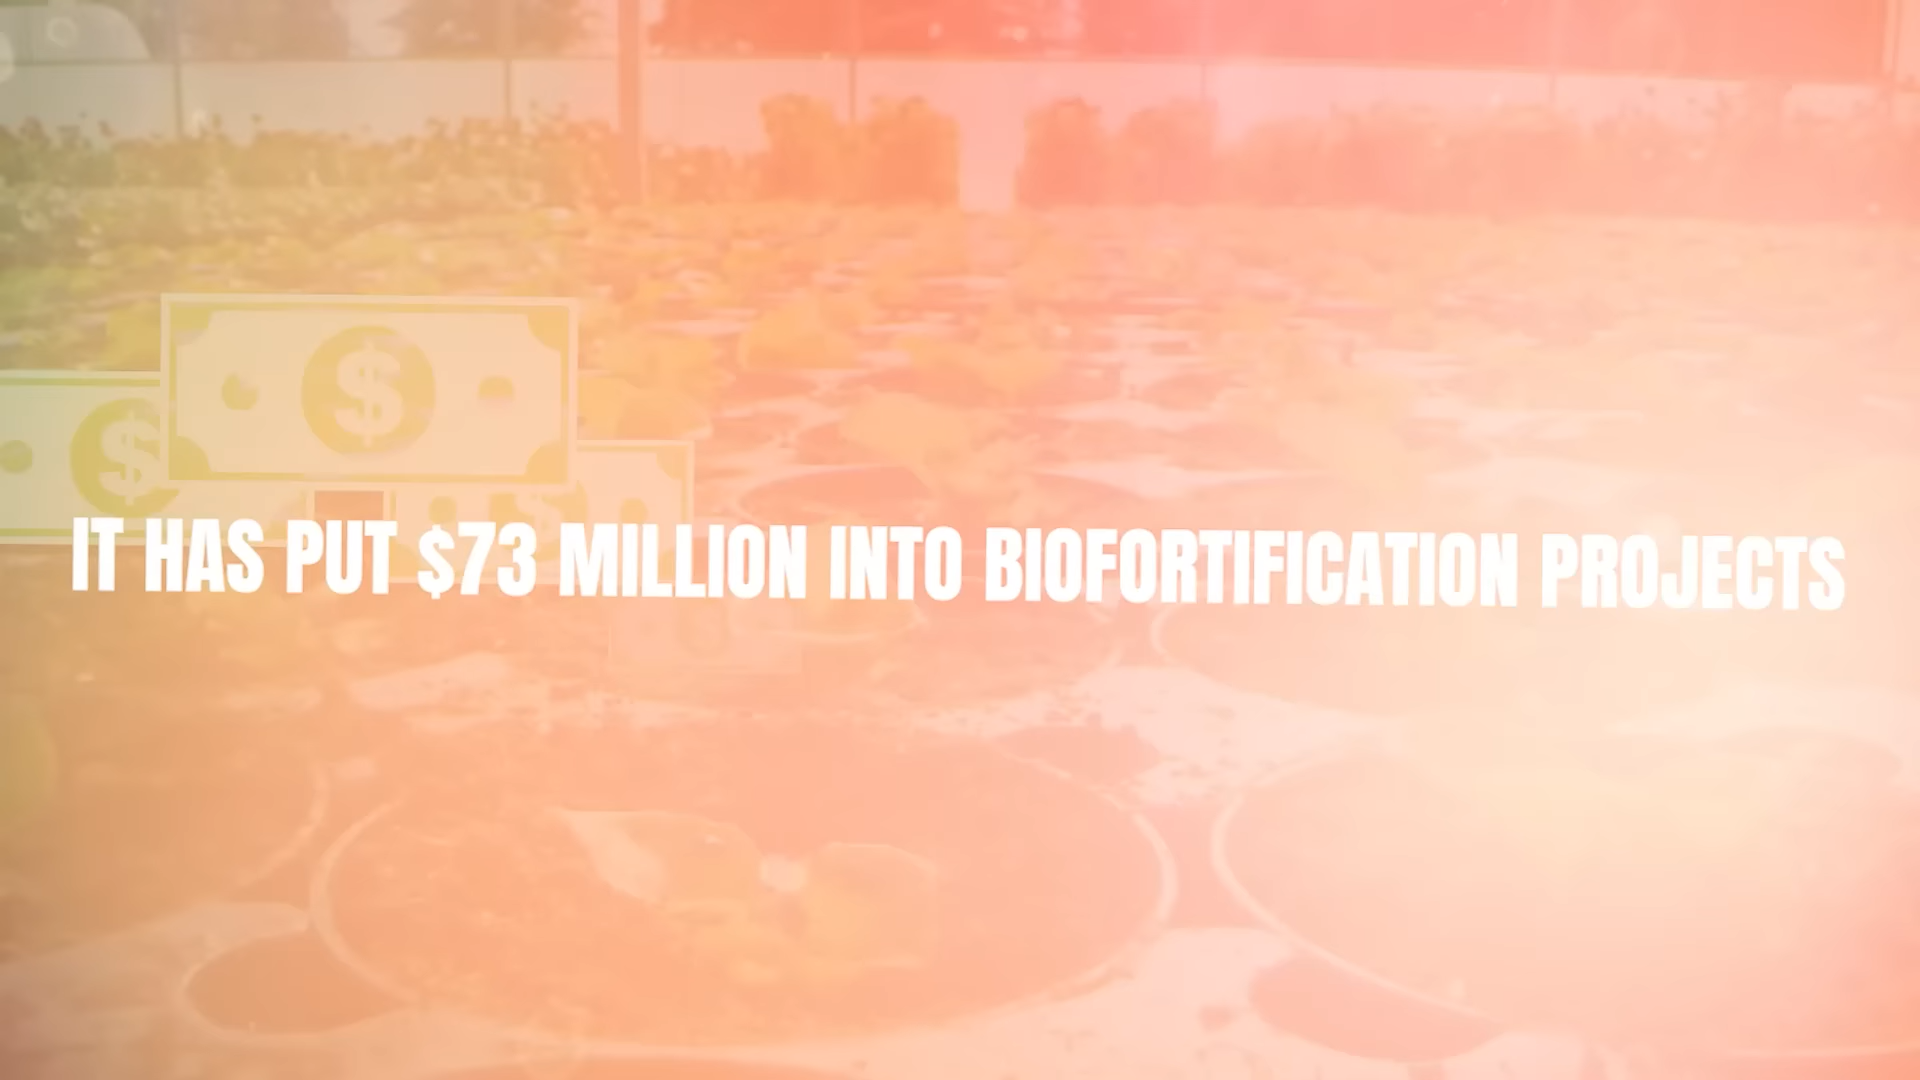 $
$
$
IT HAS PUT $73 MILLION INTO BIOFORTIFICATION PROJECTS